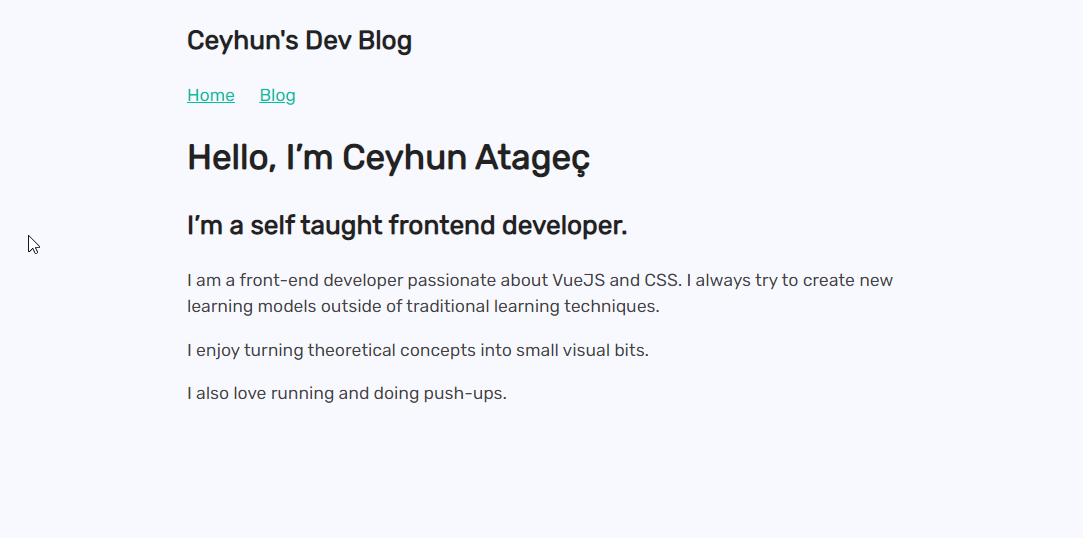 Ceyhun's Dev Blog
Home Blog
Hello, I’m Ceyhun Atageç
I’m a self taught frontend developer.
I am a front-end developer passionate about VueJS and CSS. I always try to create new
learning models outside of traditional learning techniques.
I enjoy turning theoretical concepts into small visual bits.
I also love running and doing push-ups.